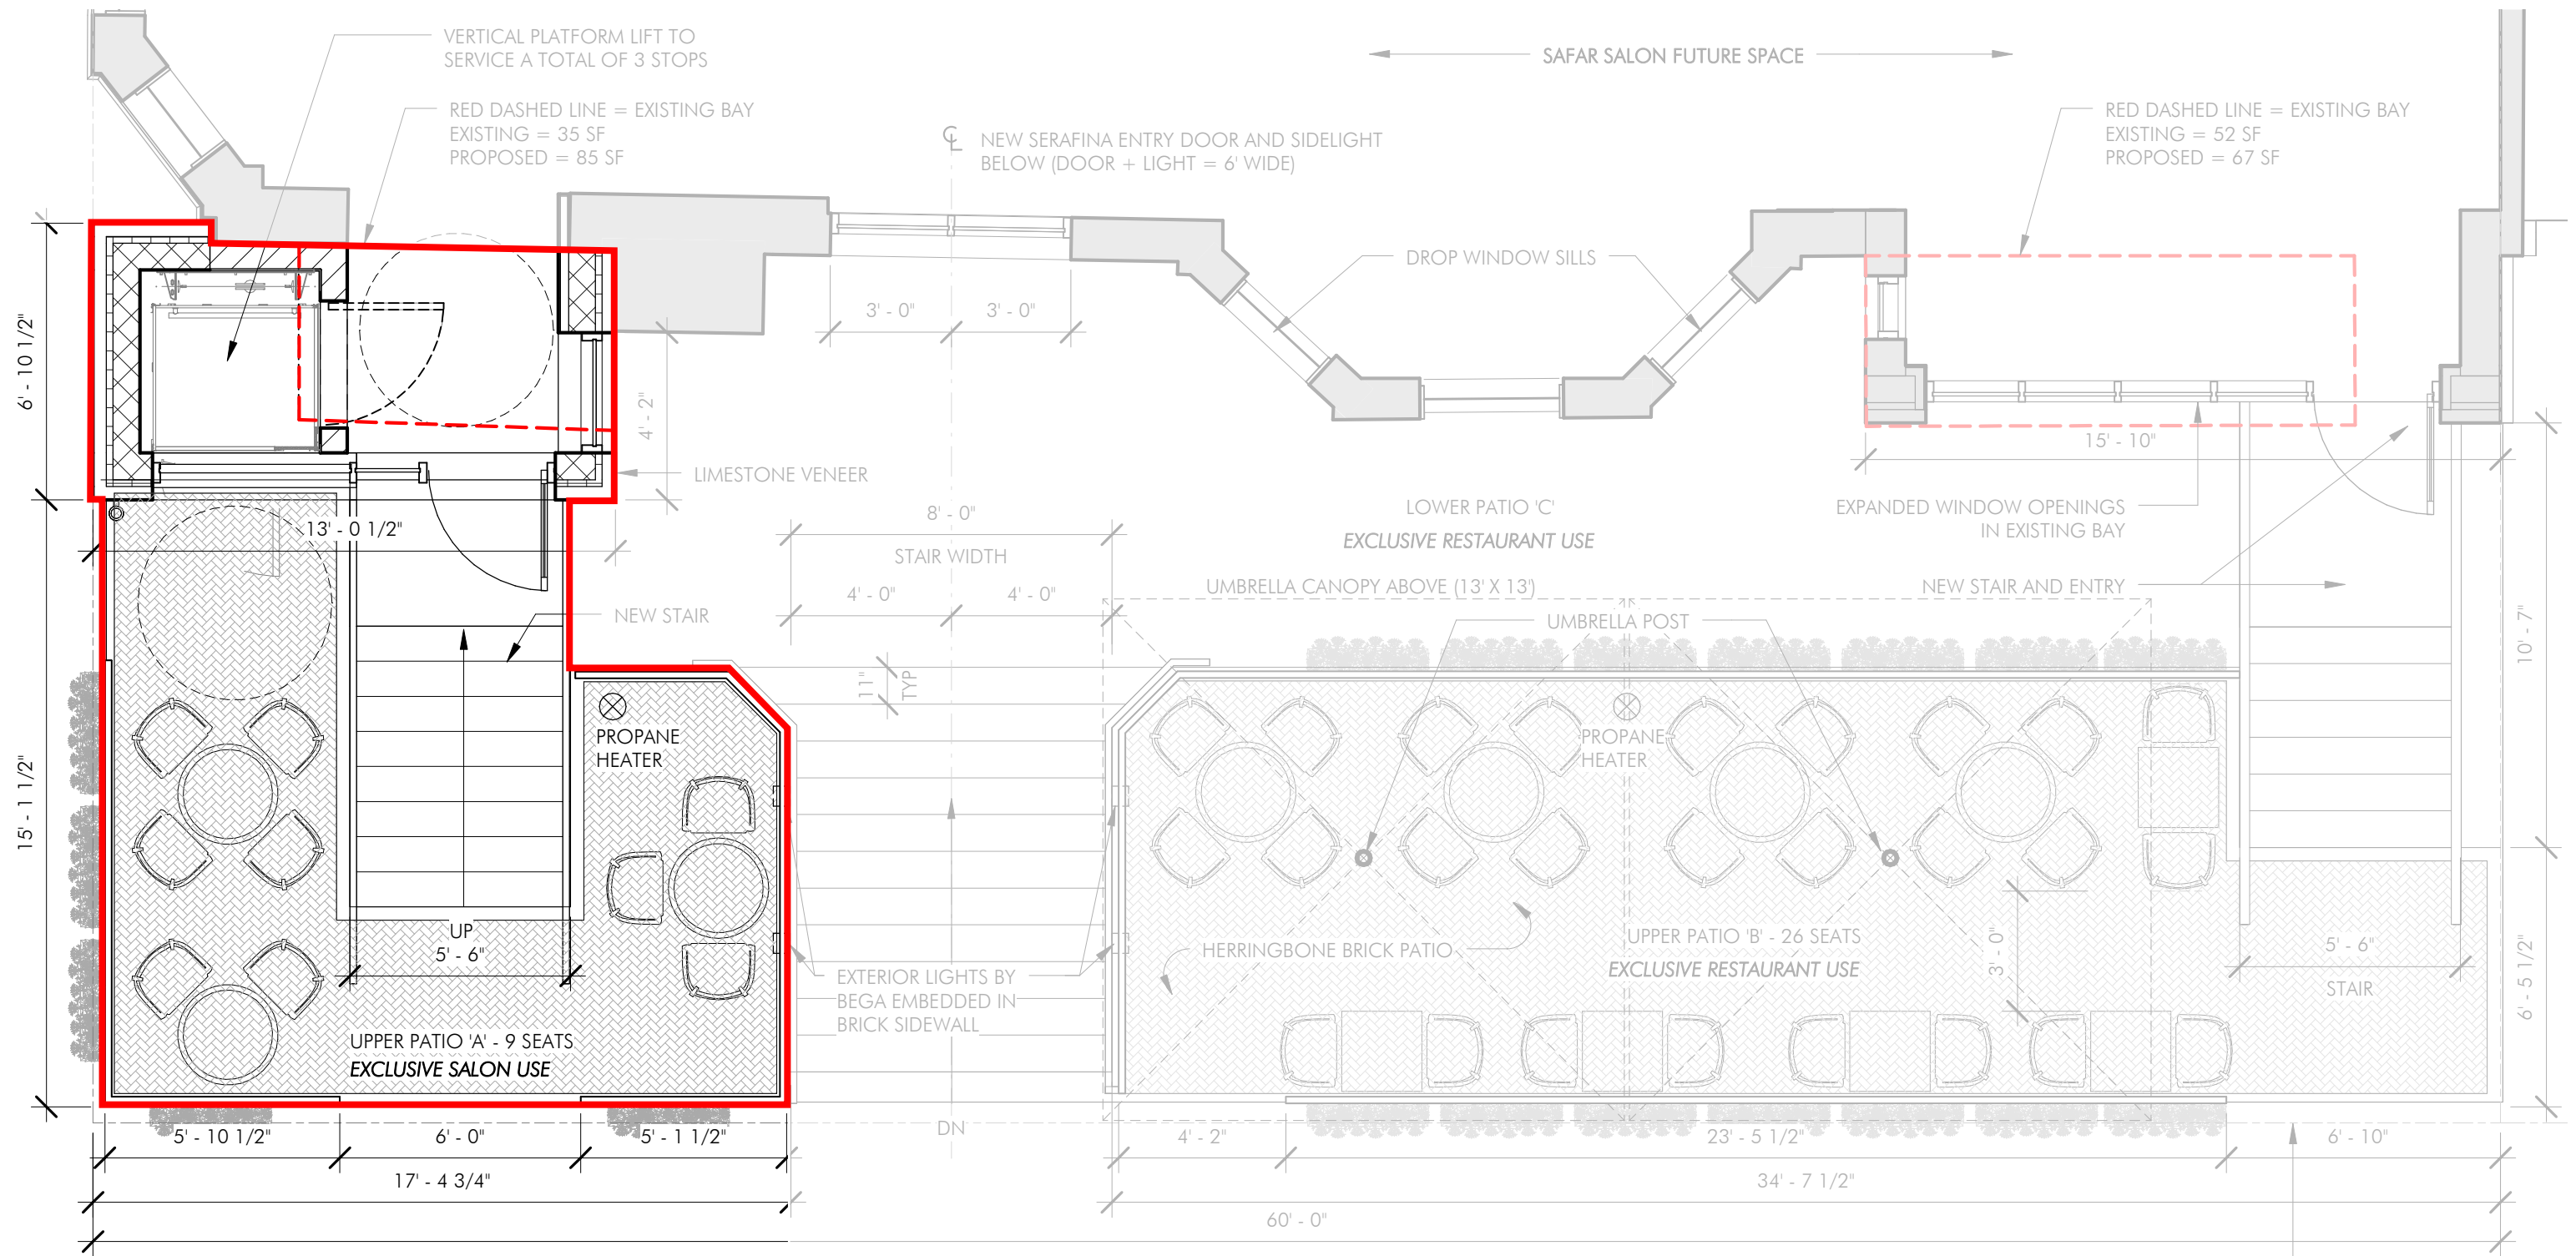 VERTICAL PLATFORM LIFT TO
SERVICE A TOTAL OF 3 STOPS
RED DASHED LINE = EXISTING BAY
EXISTING = 35 SF
PROPOSED = 85 SF
SAFAR SALON FUTURE SPACE
RED DASHED LINE = EXISTING BAY
EXISTING = 52 SF
PROPOSED = 67 SF
CL NEW SERAFINA ENTRY DOOR AND SIDELIGHT
BELOW (DOOR + LIGHT = 6' WIDE)
DROP WINDOW SILLS
3' - 0"
3' - 0"
6' - 10 1/2"
4' - 2"
15' - 10"
LIMESTONE VENEER
LOWER PATIO 'C'
EXCLUSIVE RESTAURANT USE
EXPANDED WINDOW OPENINGS
IN EXISTING BAY
13' - 0 1/2"
8' - 0"
STAIR WIDTH
4' - 0"
4' - 0"
UMBRELLA CANOPY ABOVE (13' X 13')
NEW STAIR AND ENTRY
NEW STAIR
UMBRELLA POST
10' - 7"
11"
TYP
PROPANE
HEATER
PROPANE
HEATER
15' - 1 1/2"
UP
5' - 6"
HERRINGBONE BRICK PATIO
UPPER PATIO 'B' - 26 SEATS
EXCLUSIVE RESTAURANT USE
3' - 0"
5' - 6"
STAIR
6' - 5 1/2"
EXTERIOR LIGHTS BY
BEGA EMBEDDED IN
BRICK SIDEWALL
UPPER PATIO 'A' - 9 SEATS
EXCLUSIVE SALON USE
DN
5' - 10 1/2"
6' - 0"
5' - 1 1/2"
4' - 2"
23' - 5 1/2"
6' - 10"
17' - 4 3/4"
34' - 7 1/2"
60' - 0"